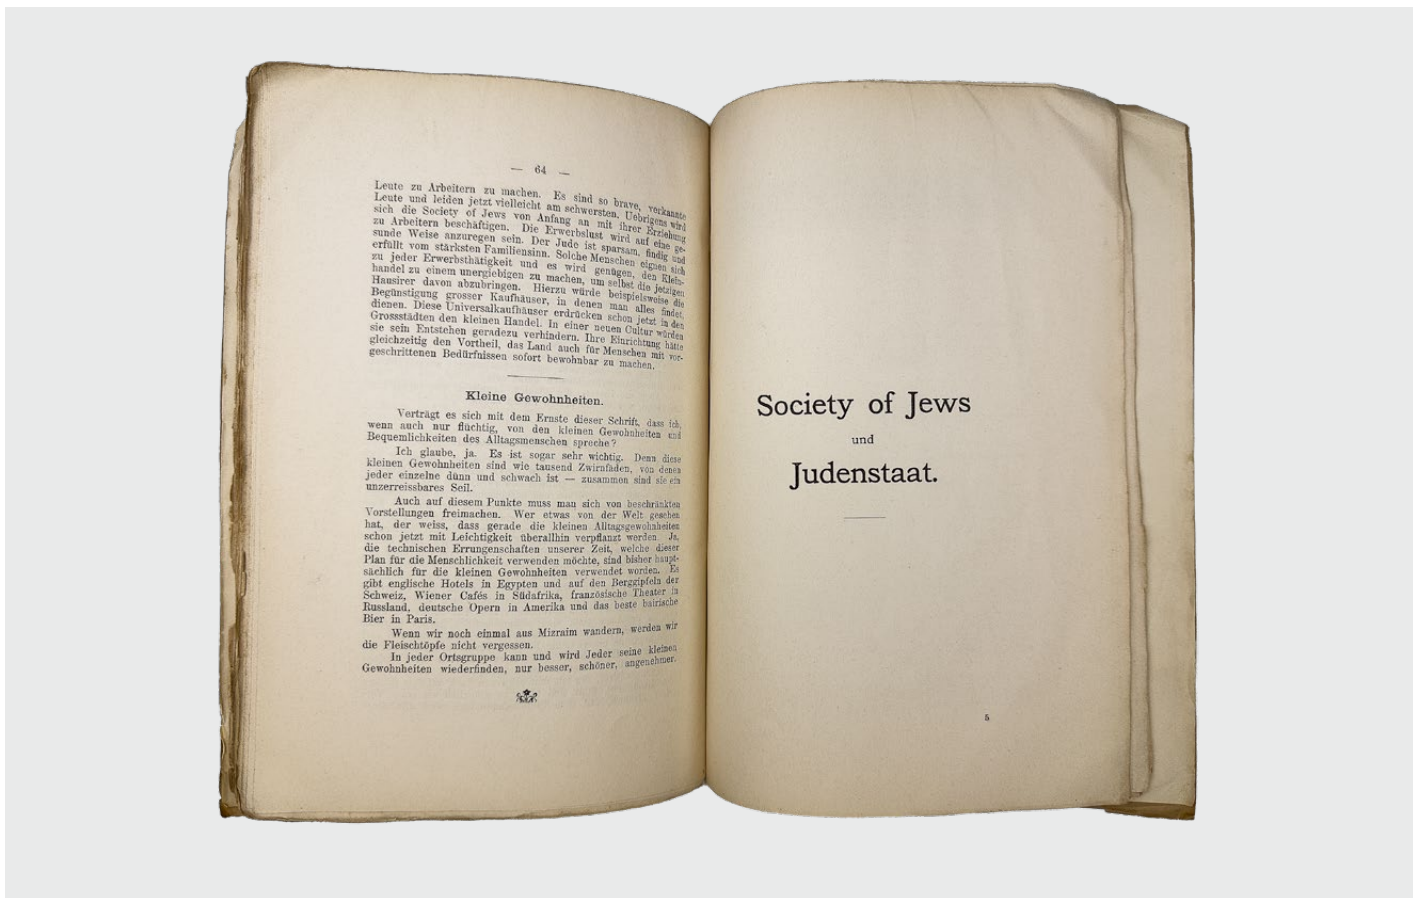 — 64 —
Leute zu Arbeitern zu machen. Es sind so brave, verkannte
Leute und leiden jetzt vielleicht am schwersten. Uebrigens wird
sich die Society of Jews von Anfang an mit ihrer Erziehung
zu Arbeitern beschäftigen. Die Erwerbslust wird auf eine ge-
sunde Weise anzuregen sein. Der Jude ist sparsam, findig und
erfüllt vom stärksten Familiensinn. Solche Menschen eignen sich
zu jeder Erwerbsthätigkeit und es wird genügen, den Klein-
handel zu einem unergiebigen zu machen, um selbst die jetzigen
Hausirer davon abzubringen. Hierzu würde beispielsweise die
Begünstigung grosser Kaufhäuser, in denen man alles findet,
dienen. Diese Universalkaufhäuser erdrücken schon jetzt in den
Grossstädten den kleinen Handel. In einer neuen Cultur würden
sie sein Entstehen geradezu verhindern. Ihre Einrichtung hätte
gleichzeitig den Vortheil, das Land auch für Menschen mit vor-
geschrittenen Bedürfnissen sofort bewohnbar zu machen.
Kleine Gewohnheiten.
Verträgt es sich mit dem Ernste dieser Schrift, dass ich,
wenn auch nur flüchtig, von den kleinen Gewohnheiten und
Bequemlichkeiten des Alltagsmenschen spreche?
Ich glaube, ja. Es ist sogar sehr wichtig. Denn diese
kleinen Gewohnheiten sind wie tausend Zwirnfäden, von denen
jeder einzelne dünn und schwach ist — zusammen sind sie ein
unzerreissbares Seil.
Auch auf diesem Punkte muss man sich von beschränkten
Vorstellungen freimachen. Wer etwas von der Welt gesehen
hat, der weiss, dass gerade die kleinen Alltagsgewohnheiten
schon jetzt mit Leichtigkeit überallhin verpflanzt werden. Ja,
die technischen Errungenschaften unserer Zeit, welche dieser
Plan für die Menschlichkeit verwenden möchte, sind bisher haupt-
sächlich für die kleinen Gewohnheiten verwendet worden. Es
gibt englische Hotels in Egypten und auf den Berggipfeln der
Schweiz, Wiener Cafés in Südafrika, französische Theater in
Russland, deutsche Opern in Amerika und das beste bairische
Bier in Paris.
Wenn wir noch einmal aus Mizraim wandern, werden wir
die Fleischtöpfe nicht vergessen.
In jeder Ortsgruppe kann und wird Jeder seine kleinen
Gewohnheiten wiederfinden, nur besser, schöner, angenehmer.
Society of Jews
und
Judenstaat.
5